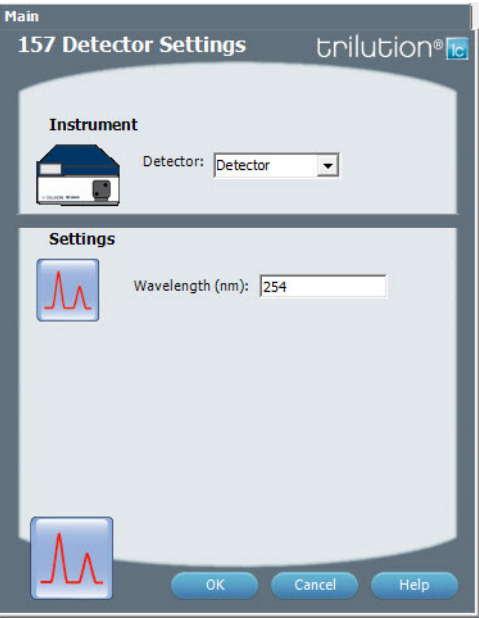 Main
157 Detector Settings
trilution® lc
Instrument
Detector: Detector
Settings
Wavelength (nm): 254
OK Cancel Help